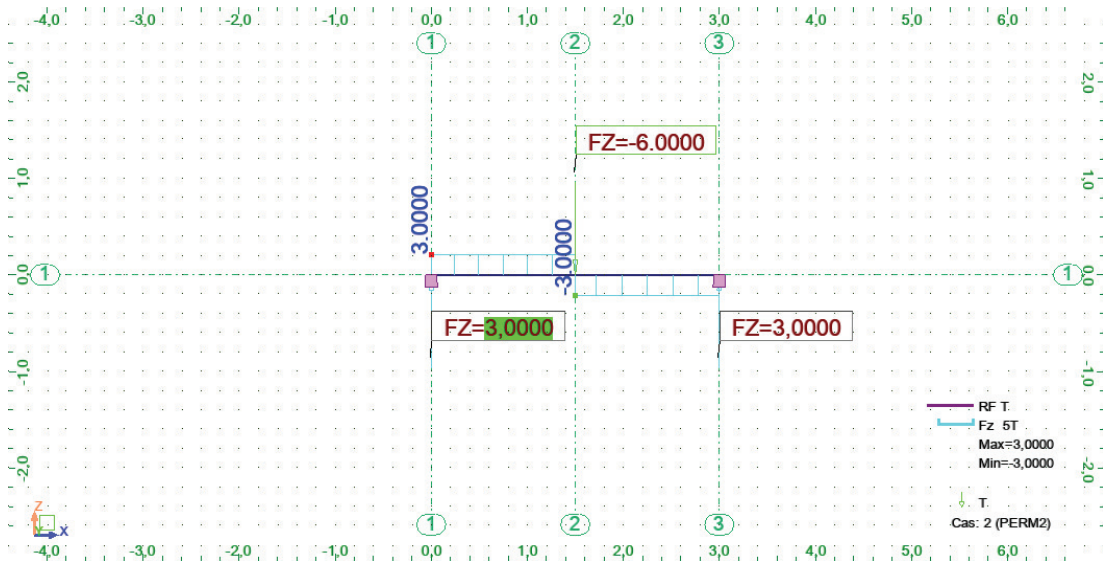 -4,0 -3,0 -2,0 -1,0 0,0 1,0 2,0 3,0 4,0 5,0 6,0
1 2 3
2,0 2,0
FZ=-6.0000
1,0 1,0
3.0000
-3.0000
1 0,0 0,0 1
FZ=3,0000 FZ=3,0000
-1,0 -1,0
RF T
Fz 5T
Max=3,0000
Min=-3,0000
-2,0 -2,0
T
Cas: 2 (PERM2)
Z
Y X
1 2 3
-4,0 -3,0 -2,0 -1,0 0,0 1,0 2,0 3,0 4,0 5,0 6,0